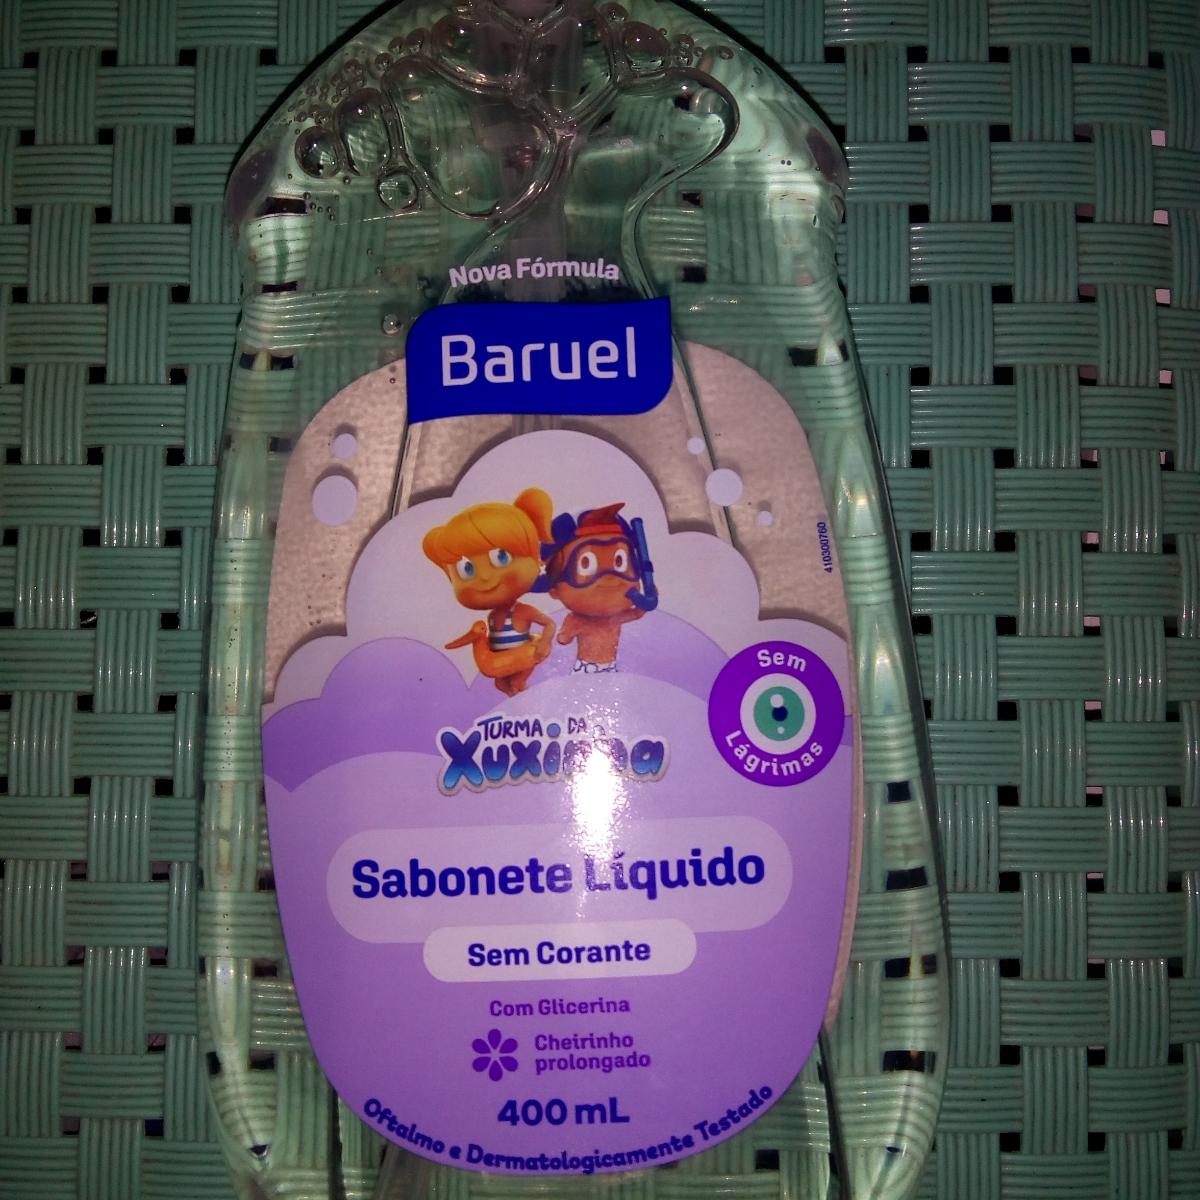 Nova Fórmula
Baruel
410300760
Sem
Lágrimas
TURMA DA
Xuxinha
Sabonete Líquido
Sem Corante
Com Glicerina
Cheirinho
prolongado
400 mL
Oftalmo e Dermatologicamente Testado